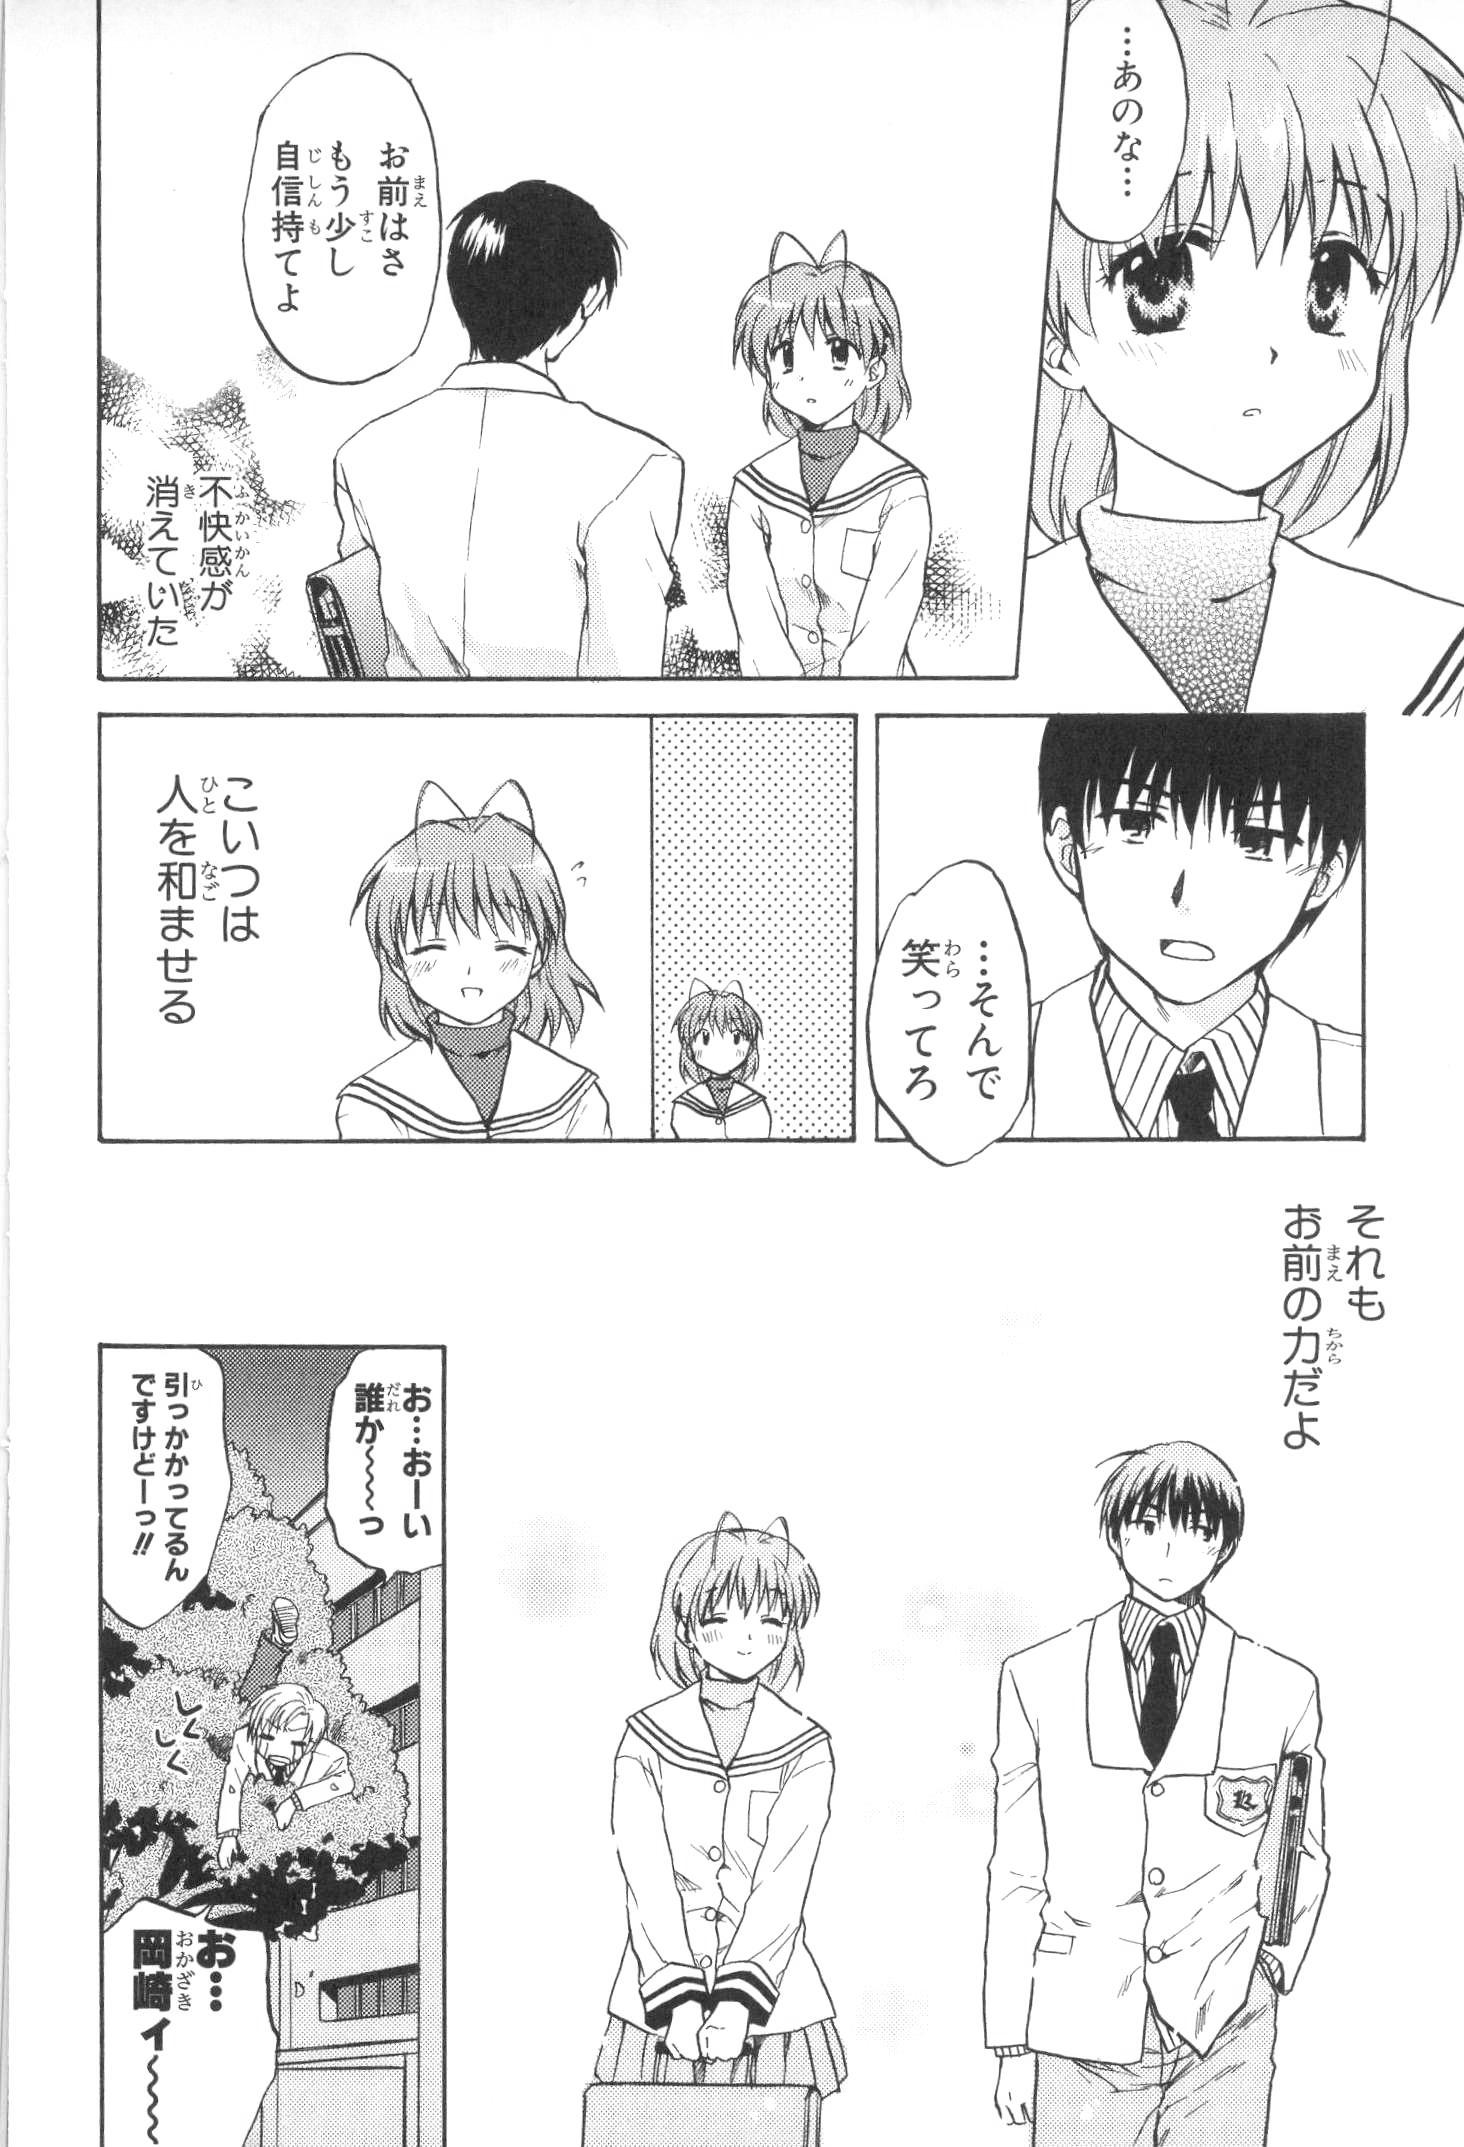 …あのな…
お前はさ
もう少し
自信持てよ
不快感が
消えていた
…そんで
笑ってろ
こいつは
人を和ませる
それも
お前の力だよ
お…おーい
誰か〜〜〜っ
引っかかってるん
ですけどーっ!!
しくしく
お…
岡崎ィ〜〜〜〜